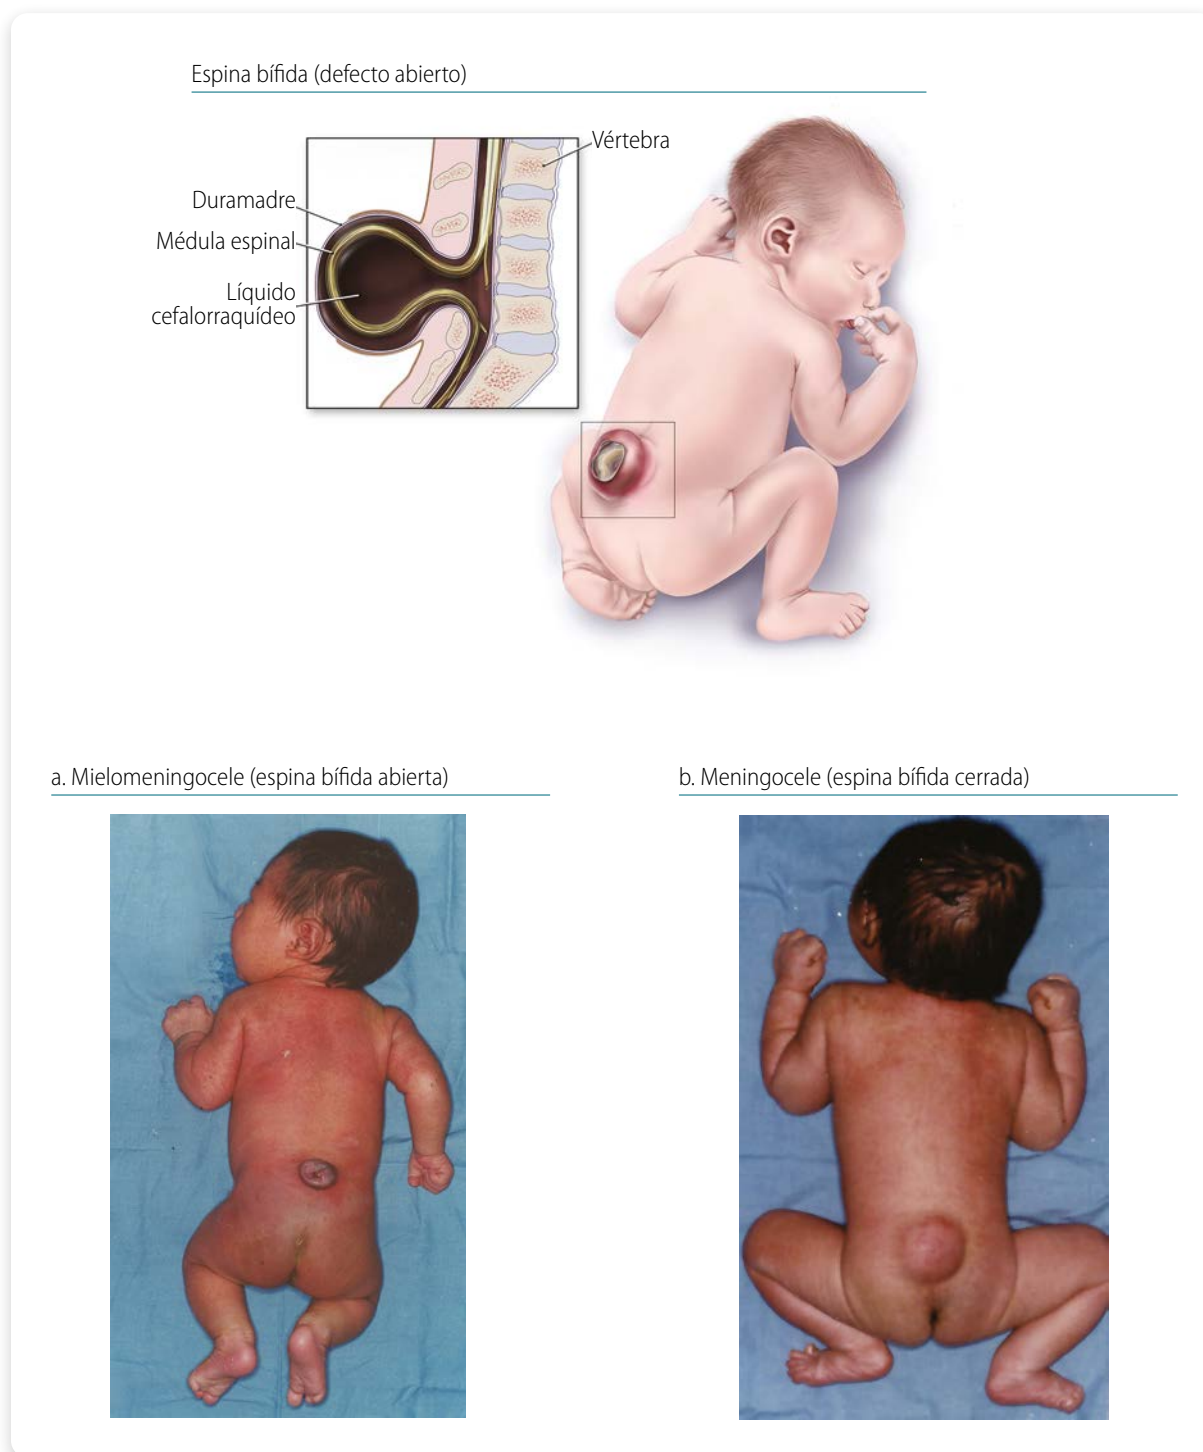 Espina bífida (defecto abierto)
Vértebra
Duramadre
Médula espinal
Líquido
cefalorraquídeo
a. Mielomeningocele (espina bífida abierta)
b. Meningocele (espina bífida cerrada)